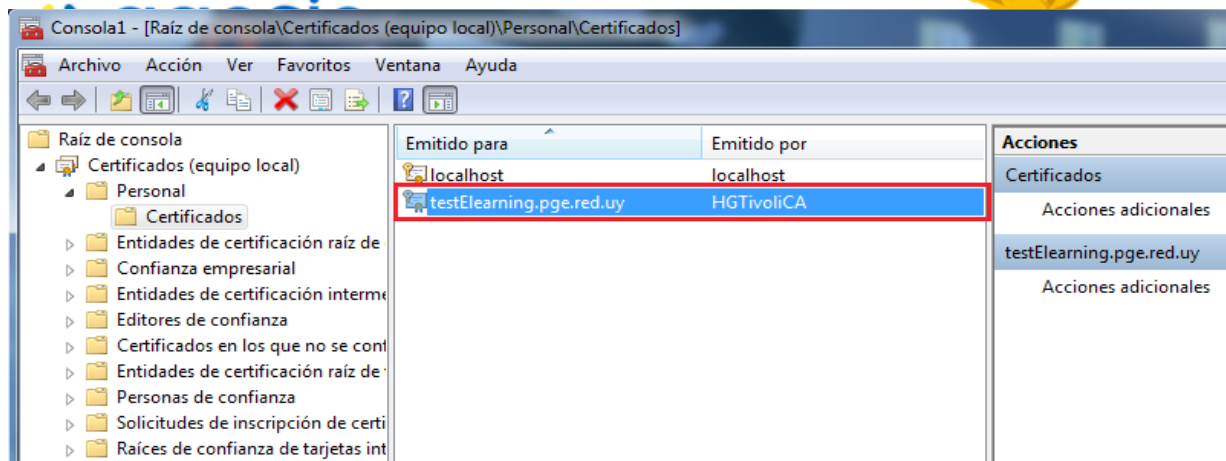 Consola1 - [Raíz de consola\Certificados (equipo local)\Personal\Certificados]
Archivo Acción Ver Favoritos Ventana Ayuda
Raíz de consola
Certificados (equipo local)
Personal
Certificados
Entidades de certificación raíz de
Confianza empresarial
Entidades de certificación interme
Editores de confianza
Certificados en los que no se conf
Entidades de certificación raíz de
Personas de confianza
Solicitudes de inscripción de certi
Raíces de confianza de tarjetas int
Emitido para Emitido por
localhost localhost
testElearning.pge.red.uy HGTivoliCA
Acciones
Certificados
Acciones adicionales
testElearning.pge.red.uy
Acciones adicionales